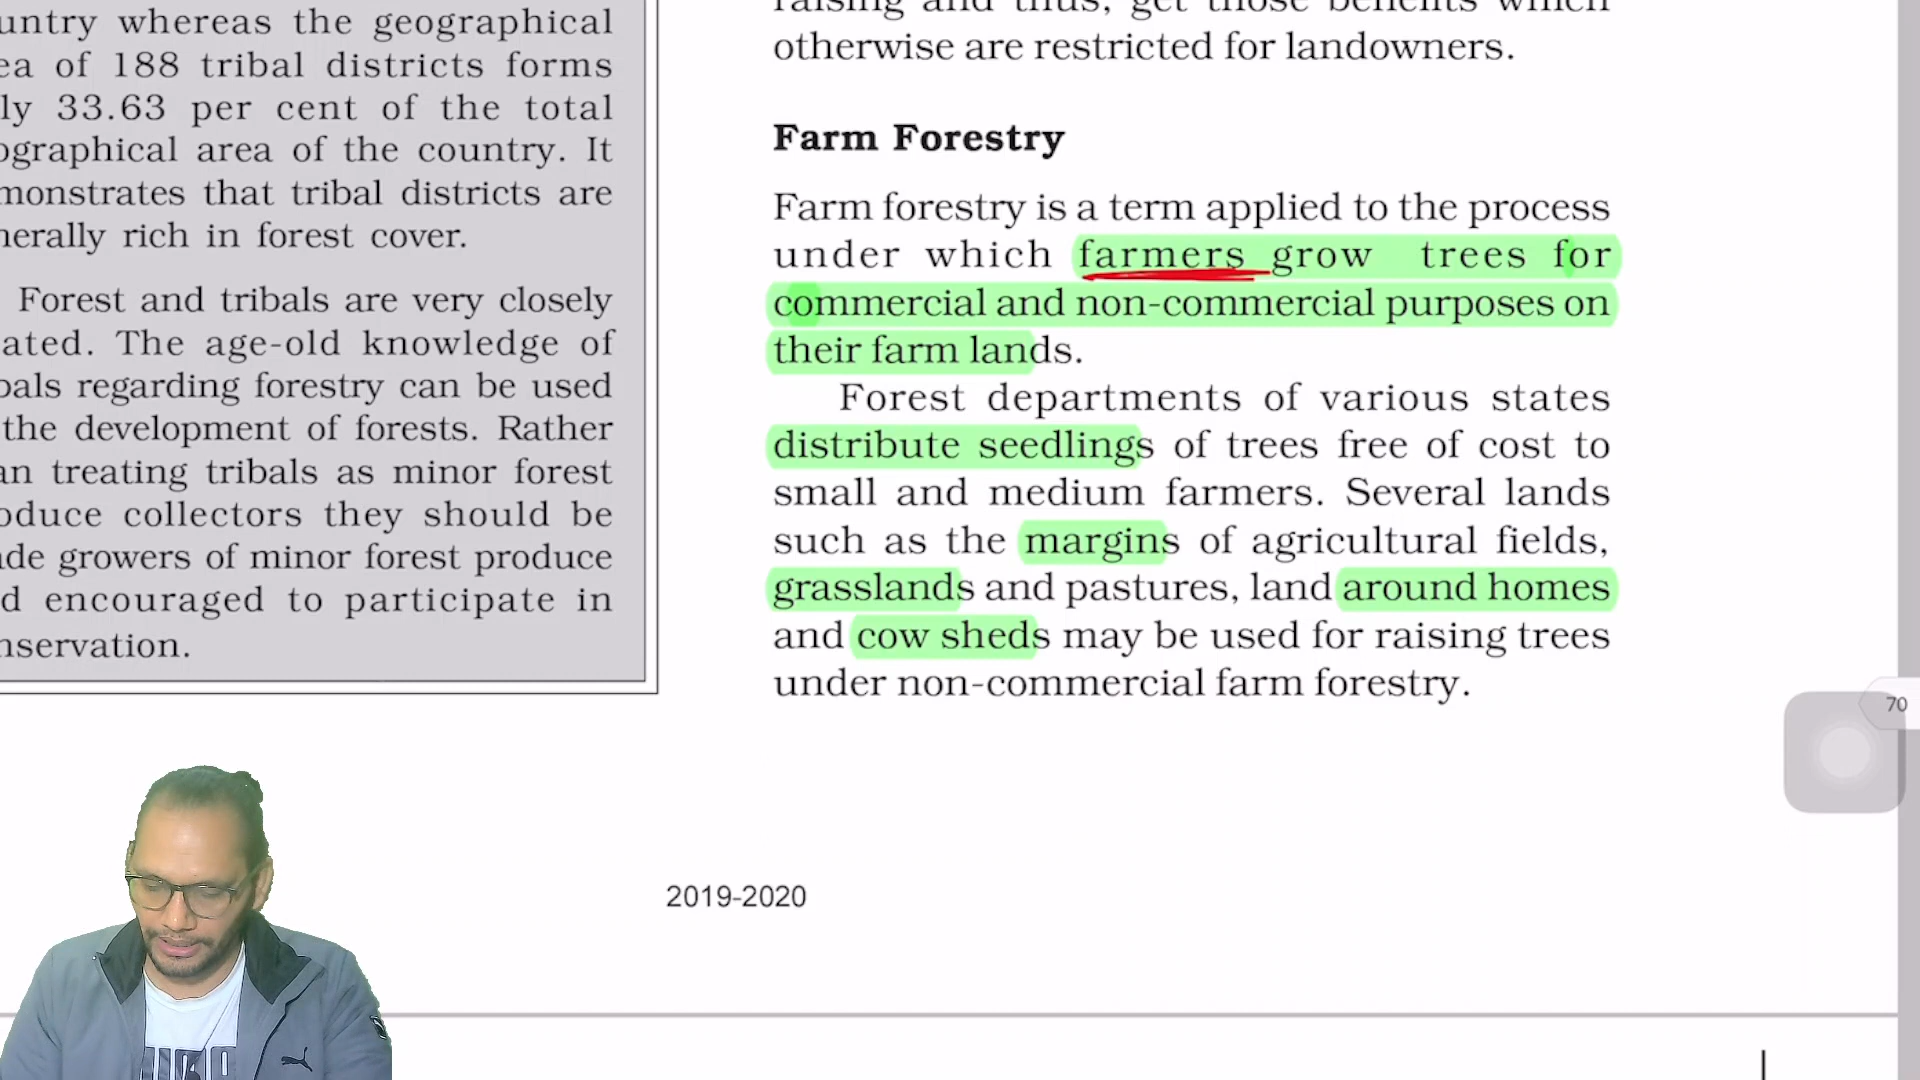 untry whereas the geographical
ea of 188 tribal districts forms
ly 33.63 per cent of the total
ographical area of the country. It
monstrates that tribal districts are
nerally rich in forest cover.
Forest and tribals are very closely
ated. The age-old knowledge of
bals regarding forestry can be used
the development of forests. Rather
an treating tribals as minor forest
oduce collectors they should be
ade growers of minor forest produce
d encouraged to participate in
nservation.
raising and thus, get those benefits which
otherwise are restricted for landowners.
Farm Forestry
Farm forestry is a term applied to the process
under which farmers grow trees for
commercial and non-commercial purposes on
their farm lands.
Forest departments of various states
distribute seedlings of trees free of cost to
small and medium farmers. Several lands
such as the margins of agricultural fields,
grasslands and pastures, land around homes
and cow sheds may be used for raising trees
under non-commercial farm forestry.
70
2019-2020